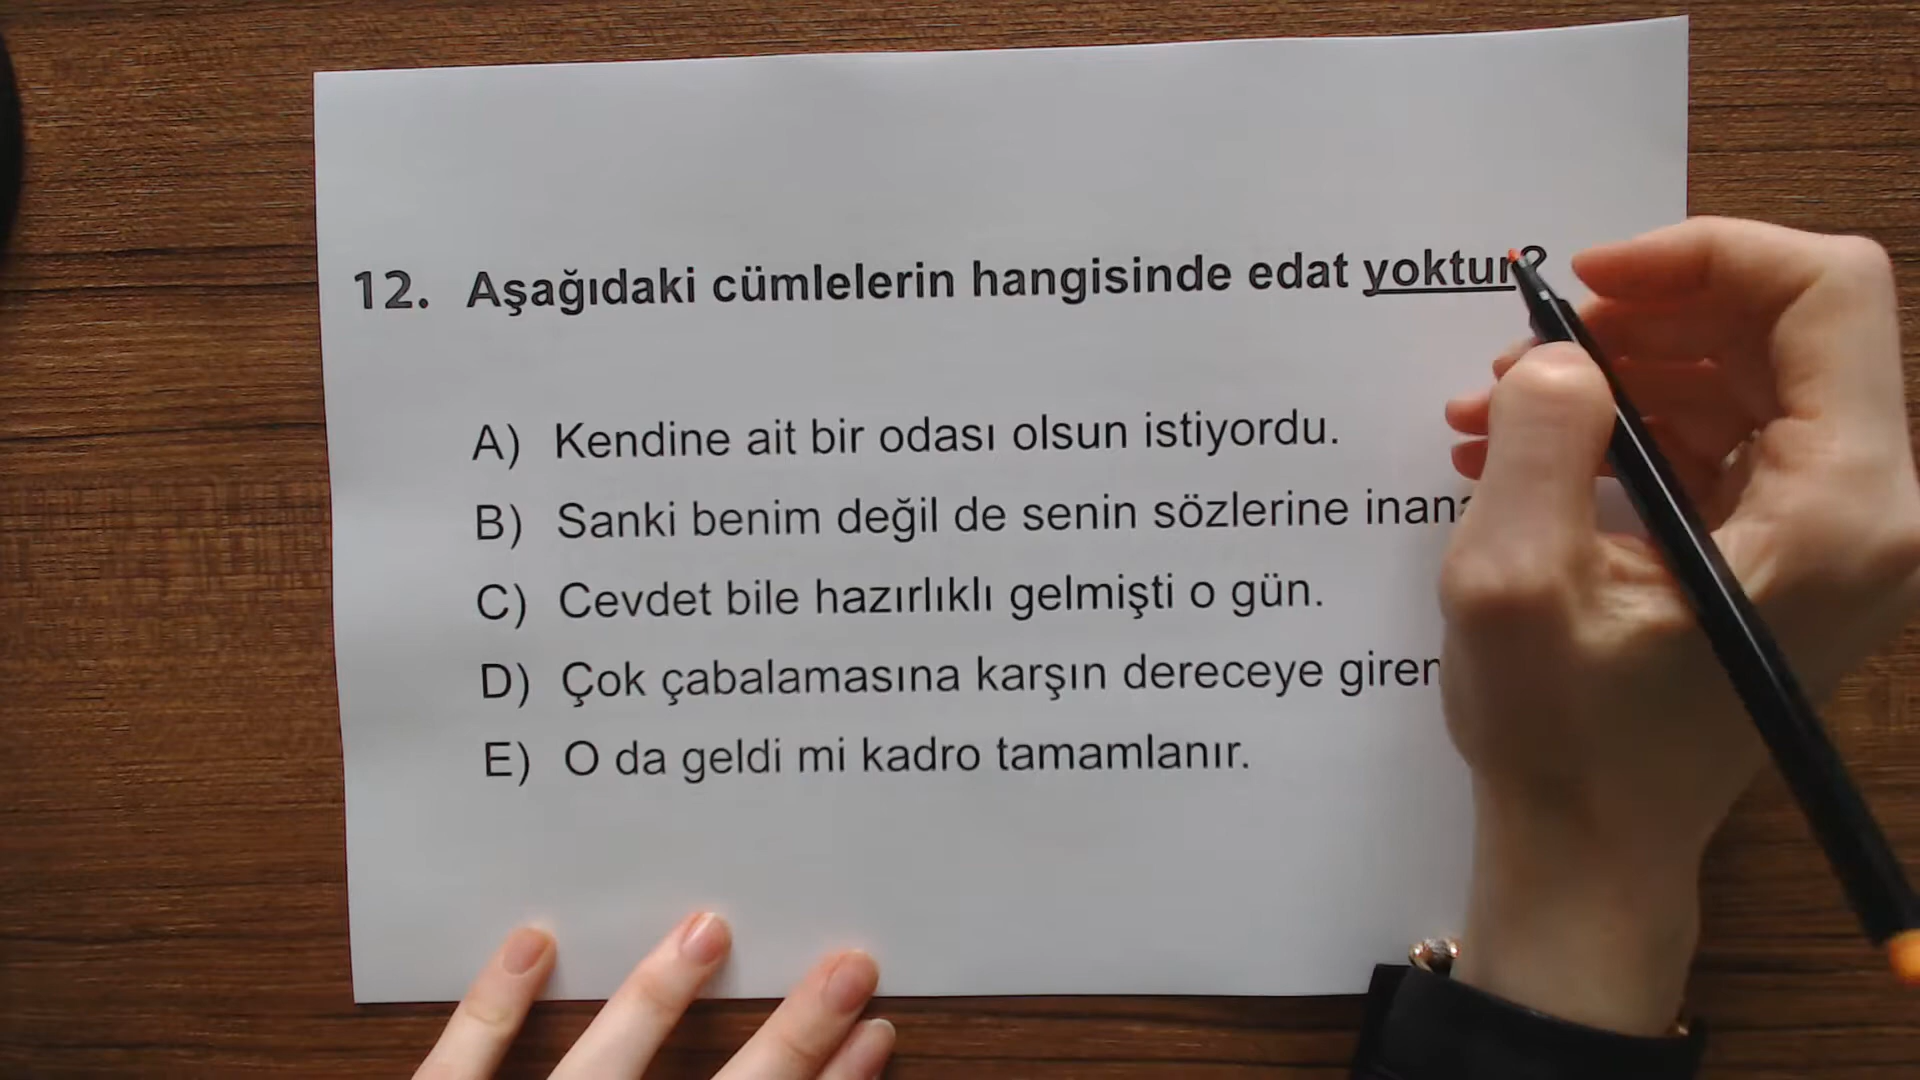 12. Aşağıdaki cümlelerin hangisinde edat yoktur?
A) Kendine ait bir odası olsun istiyordu.
B) Sanki benim değil de senin sözlerine
C) Cevdet bile hazırlıklı gelmişti o gün.
D) Çok çabalamasına karşın dereceye
E) O da geldi mi kadro tamamlanır.